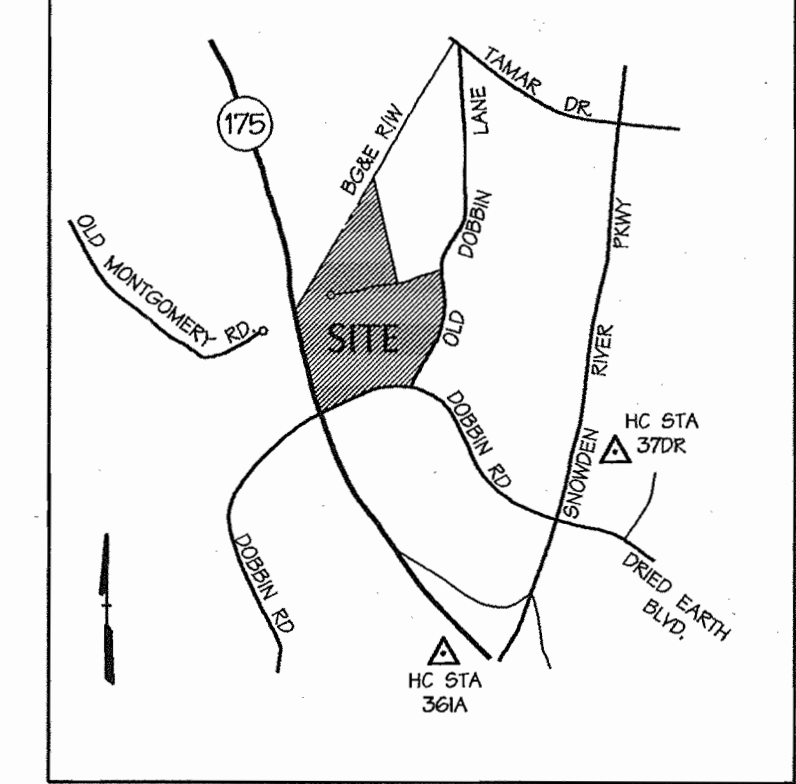 TAMAR DR.
175
BG&E R/W
LANE
DOBBIN
OLD
PKWY
RIVER
SNOWDEN
OLD MONTGOMERY RD.
SITE
DOBBIN RD
HC STA
37DR
DOBBIN RD
DRIED EARTH
BLVD.
HC STA
361A